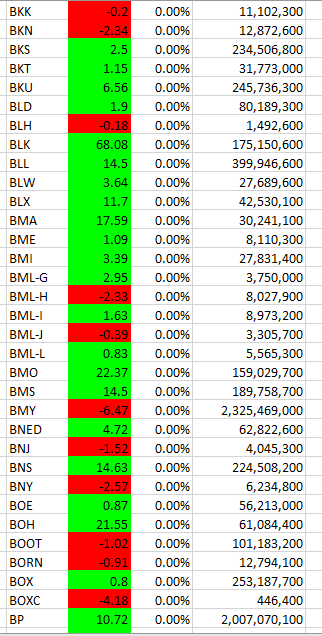 BKK -0.2 0.00% 11,102,300
BKN -2.34 0.00% 12,872,600
BKS 2.5 0.00% 234,506,800
BKT 1.15 0.00% 31,773,000
BKU 6.56 0.00% 245,736,300
BLD 1.9 0.00% 80,189,300
BLH -0.18 0.00% 1,492,600
BLK 68.08 0.00% 175,150,600
BLL 14.5 0.00% 399,946,600
BLW 3.64 0.00% 27,689,600
BLX 11.7 0.00% 42,530,100
BMA 17.59 0.00% 30,241,100
BME 1.09 0.00% 8,110,300
BMI 3.39 0.00% 27,831,400
BML-G 2.95 0.00% 3,750,000
BML-H -2.33 0.00% 8,027,900
BML-I 1.63 0.00% 8,973,200
BML-J -0.39 0.00% 3,305,700
BML-L 0.83 0.00% 5,565,300
BMO 22.37 0.00% 159,029,700
BMS 14.5 0.00% 189,758,700
BMY -6.47 0.00% 2,325,469,000
BNED 4.72 0.00% 62,822,600
BNJ -1.52 0.00% 4,045,300
BNS 14.63 0.00% 224,508,200
BNY -2.57 0.00% 6,234,800
BOE 0.87 0.00% 56,213,000
BOH 21.55 0.00% 61,084,400
BOOT -1.02 0.00% 101,183,200
BORN -0.91 0.00% 12,794,100
BOX 0.8 0.00% 253,187,700
BOXC -4.18 0.00% 446,400
BP 10.72 0.00% 2,007,070,100